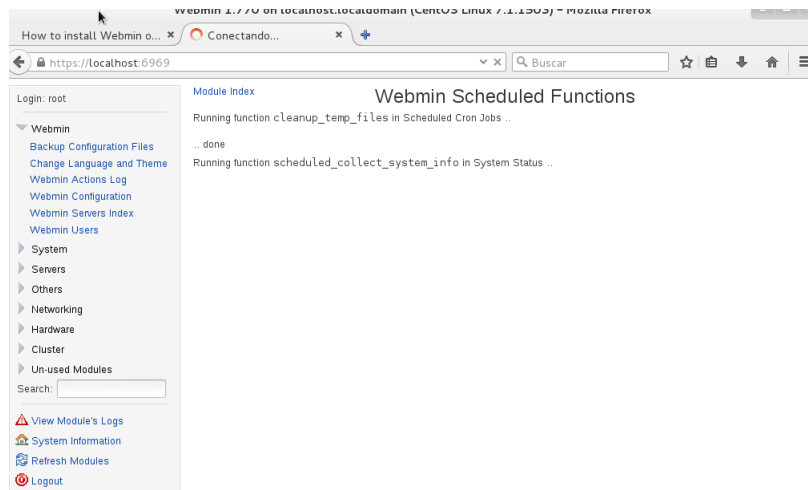 Webmin 1.770 on localhost.localdomain (CentOS Linux 7.1.1503) - Mozilla Firefox
How to install Webmin o...
Conectando...
https://localhost:6969
Buscar
Login: root
Webmin
Backup Configuration Files
Change Language and Theme
Webmin Actions Log
Webmin Configuration
Webmin Servers Index
Webmin Users
System
Servers
Others
Networking
Hardware
Cluster
Un-used Modules
Search:
View Module's Logs
System Information
Refresh Modules
Logout
Module Index
Webmin Scheduled Functions
Running function cleanup_temp_files in Scheduled Cron Jobs ..
.. done
Running function scheduled_collect_system_info in System Status ..